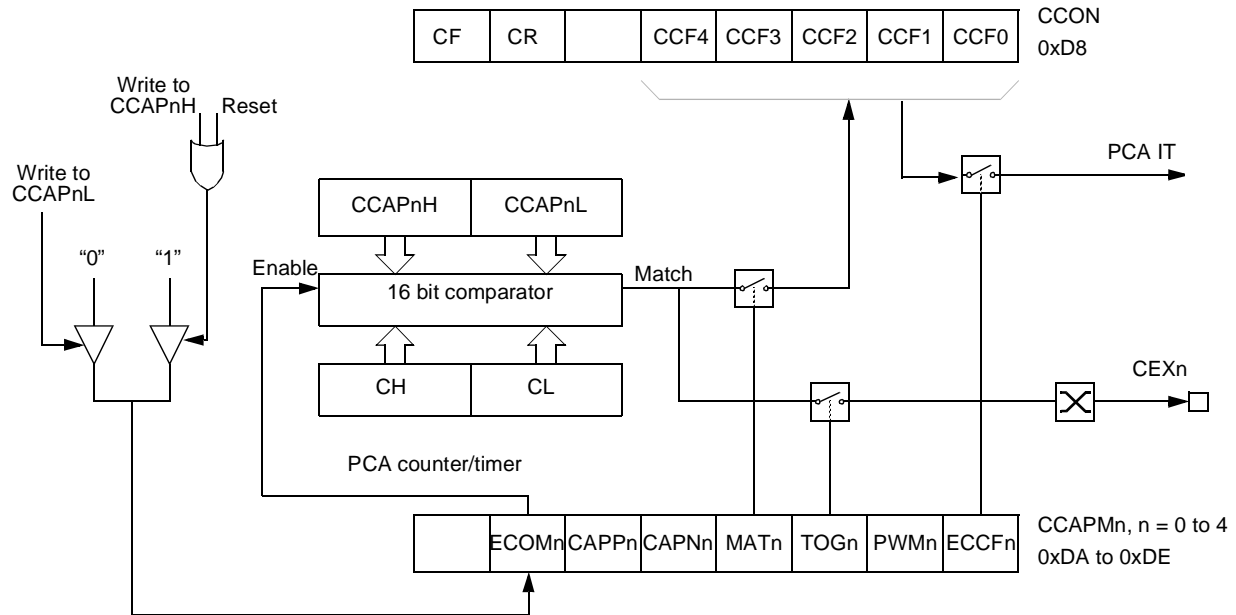 CF CR CCF4 CCF3 CCF2 CCF1 CCF0
CCON
0xD8
Write to
CCAPnH Reset
Write to
CCAPnL
PCA IT
CCAPnH CCAPnL
“0” “1”
Enable
16 bit comparator
Match
CH CL
CEXn
PCA counter/timer
ECOMn CAPPn CAPNn MATn TOGn PWMn ECCFn
CCAPMn, n = 0 to 4
0xDA to 0xDE